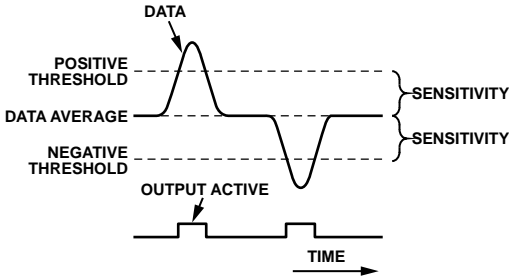 DATA
POSITIVE
THRESHOLD
SENSITIVITY
DATA AVERAGE
SENSITIVITY
NEGATIVE
THRESHOLD
OUTPUT ACTIVE
TIME